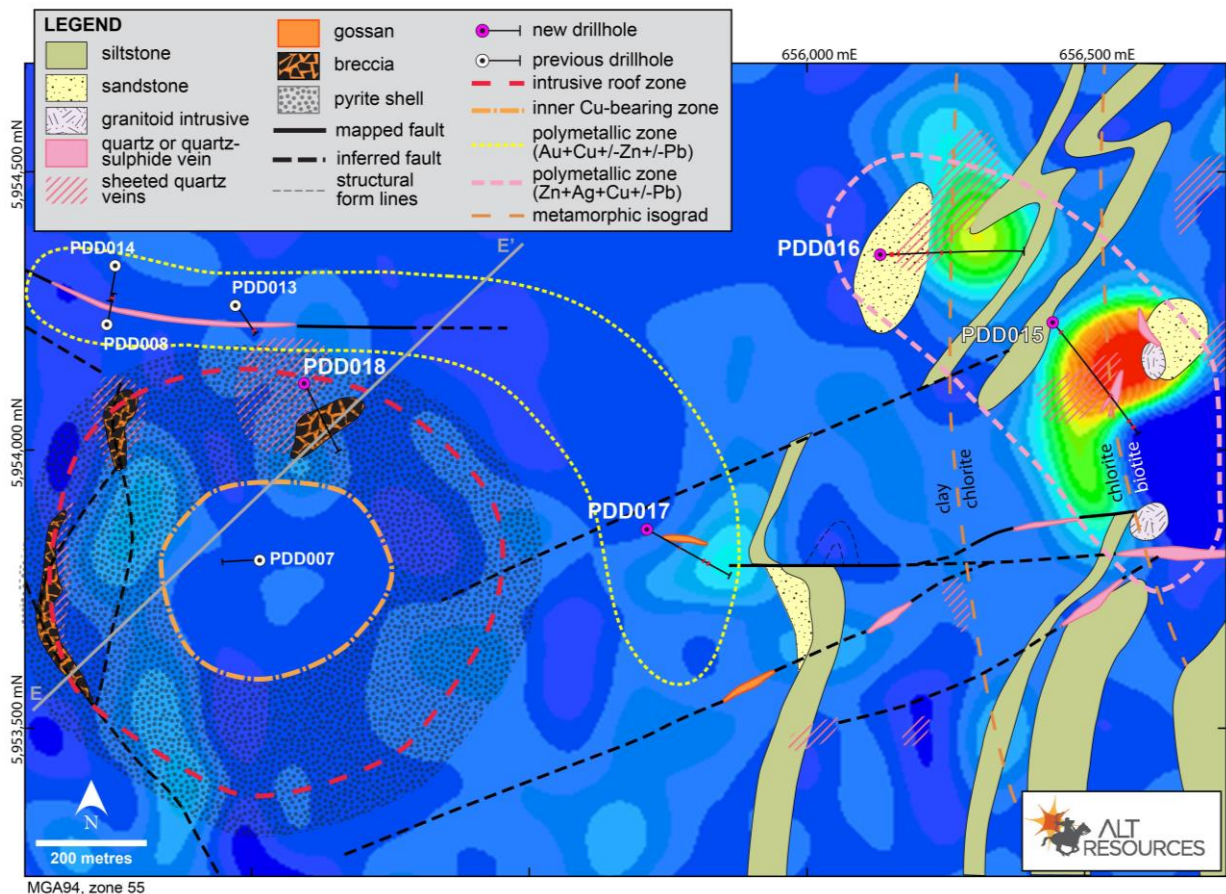 LEGEND
siltstone
sandstone
granitoid intrusive
quartz or quartz-
sulphide vein
sheeted quartz
veins
gossan
breccia
pyrite shell
mapped fault
inferred fault
structural
form lines
new drillhole
previous drillhole
intrusive roof zone
inner Cu-bearing zone
polymetallic zone
(Au+Cu+/-Zn+/-Pb)
polymetallic zone
(Zn+Ag+Cu+/-Pb)
metamorphic isograd
656,000 mE
656,500 mE
5,954,500 mN
5,954,000 mN
5,953,500 mN
PDD014
E'
PDD016
PDD013
PDD008
PDD015
PDD018
clay
chlorite
chlorite
biotite
PDD017
PDD007
E
N
200 metres
ALT
RESOURCES
MGA94, zone 55